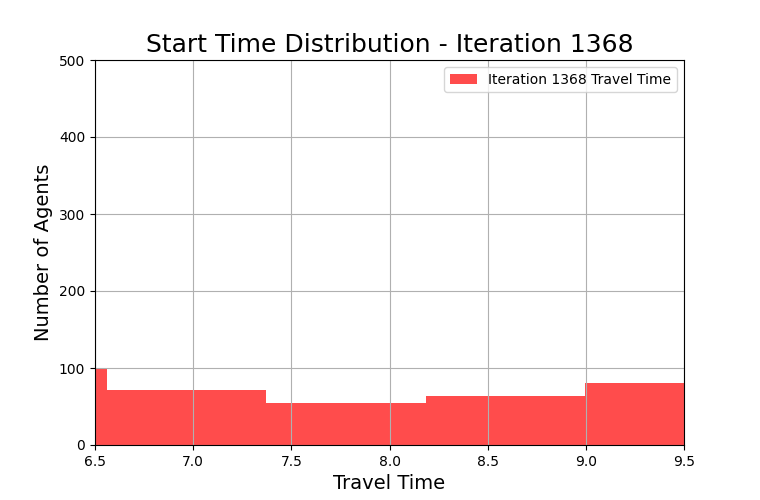 Start Time Distribution - Iteration 1368
Iteration 1368 Travel Time
Number of Agents
500
400
300
200
100
0
6.5 7.0 7.5 8.0 8.5 9.0 9.5
Travel Time